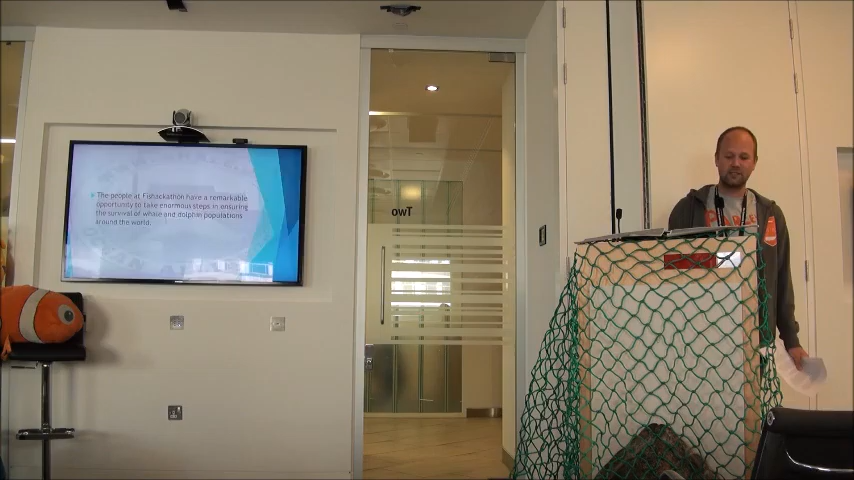 The people at Fishackathon have a remarkable
opportunity to take enormous steps in ensuring
the survival of whale and dolphin populations
around the world.
Two